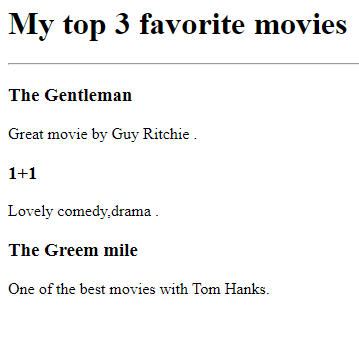 My top 3 favorite movies
The Gentleman
Great movie by Guy Ritchie .
1+1
Lovely comedy,drama .
The Greem mile
One of the best movies with Tom Hanks.